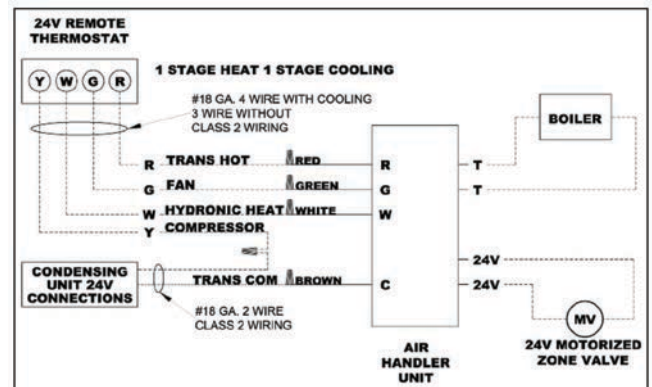 24V REMOTE
THERMOSTAT
Y W G R
1 STAGE HEAT 1 STAGE COOLING
#18 GA. 4 WIRE WITH COOLING
3 WIRE WITHOUT
CLASS 2 WIRING
BOILER
R TRANS HOT RED R T
G FAN GREEN G T
W HYDRONIC HEAT WHITE W
Y COMPRESSOR
24V
CONDENSING
UNIT 24V
CONNECTIONS
TRANS COM BROWN C 24V
#18 GA. 2 WIRE
CLASS 2 WIRING
MV
AIR
HANDLER
UNIT
24V MOTORIZED
ZONE VALVE